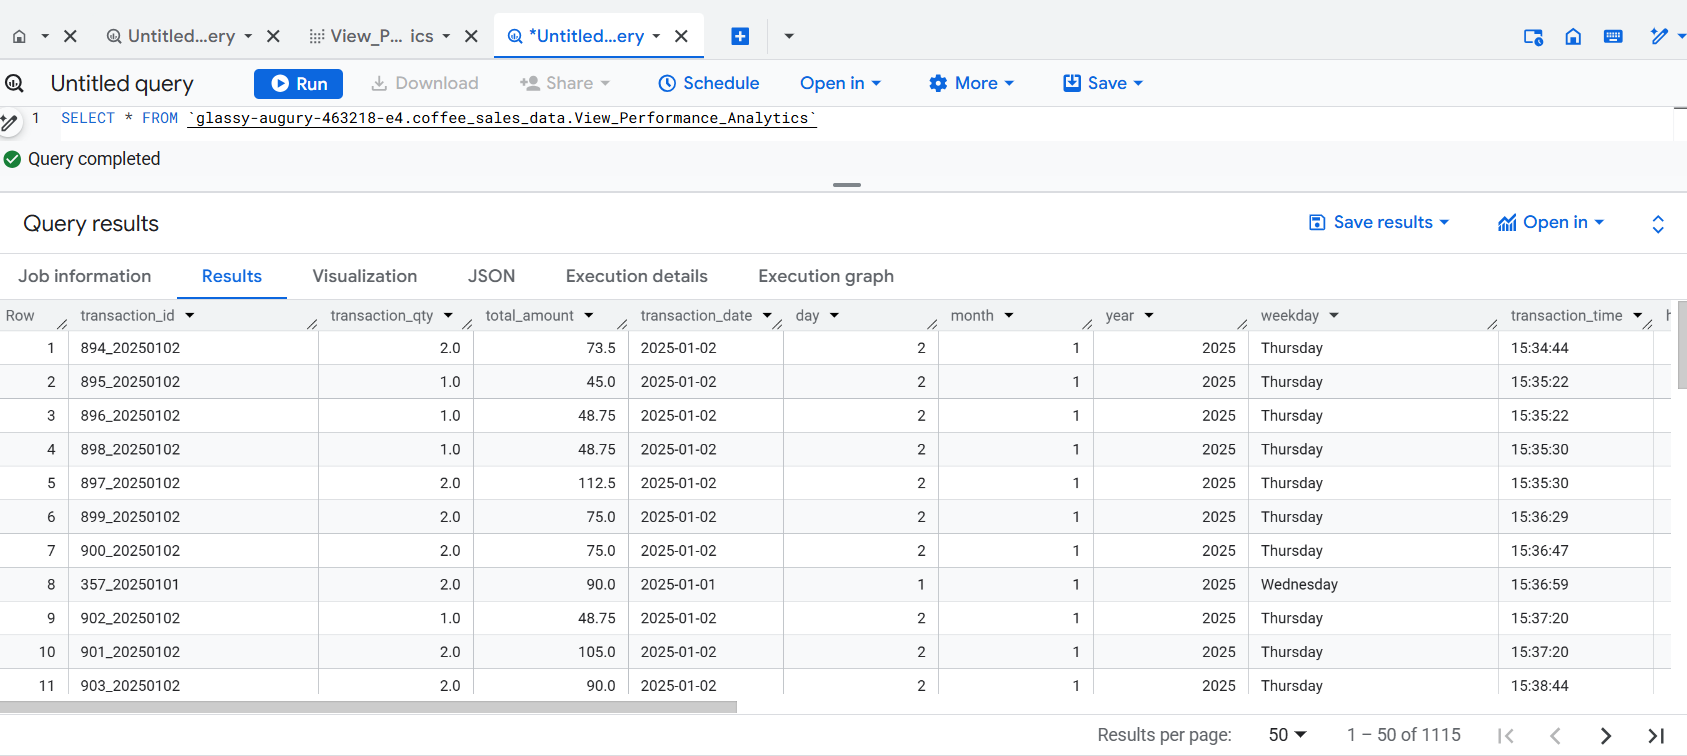 Untitled...ery View_P... ics *Untitled...ery
Untitled query Run Download Share Schedule Open in More Save
1 SELECT * FROM `glassy-augury-463218-e4.coffee_sales_data.View_Performance_Analytics`
Query completed
Query results Save results Open in
Job information Results Visualization JSON Execution details Execution graph
Row transaction_id transaction_qty total_amount transaction_date day month year weekday transaction_time
1 894_20250102 2.0 73.5 2025-01-02 2 1 2025 Thursday 15:34:44
2 895_20250102 1.0 45.0 2025-01-02 2 1 2025 Thursday 15:35:22
3 896_20250102 1.0 48.75 2025-01-02 2 1 2025 Thursday 15:35:22
4 898_20250102 1.0 48.75 2025-01-02 2 1 2025 Thursday 15:35:30
5 897_20250102 2.0 112.5 2025-01-02 2 1 2025 Thursday 15:35:30
6 899_20250102 2.0 75.0 2025-01-02 2 1 2025 Thursday 15:36:29
7 900_20250102 2.0 75.0 2025-01-02 2 1 2025 Thursday 15:36:47
8 357_20250101 2.0 90.0 2025-01-01 1 1 2025 Wednesday 15:36:59
9 902_20250102 1.0 48.75 2025-01-02 2 1 2025 Thursday 15:37:20
10 901_20250102 2.0 105.0 2025-01-02 2 1 2025 Thursday 15:37:20
11 903_20250102 2.0 90.0 2025-01-02 2 1 2025 Thursday 15:38:44
Results per page: 50 1 – 50 of 1115